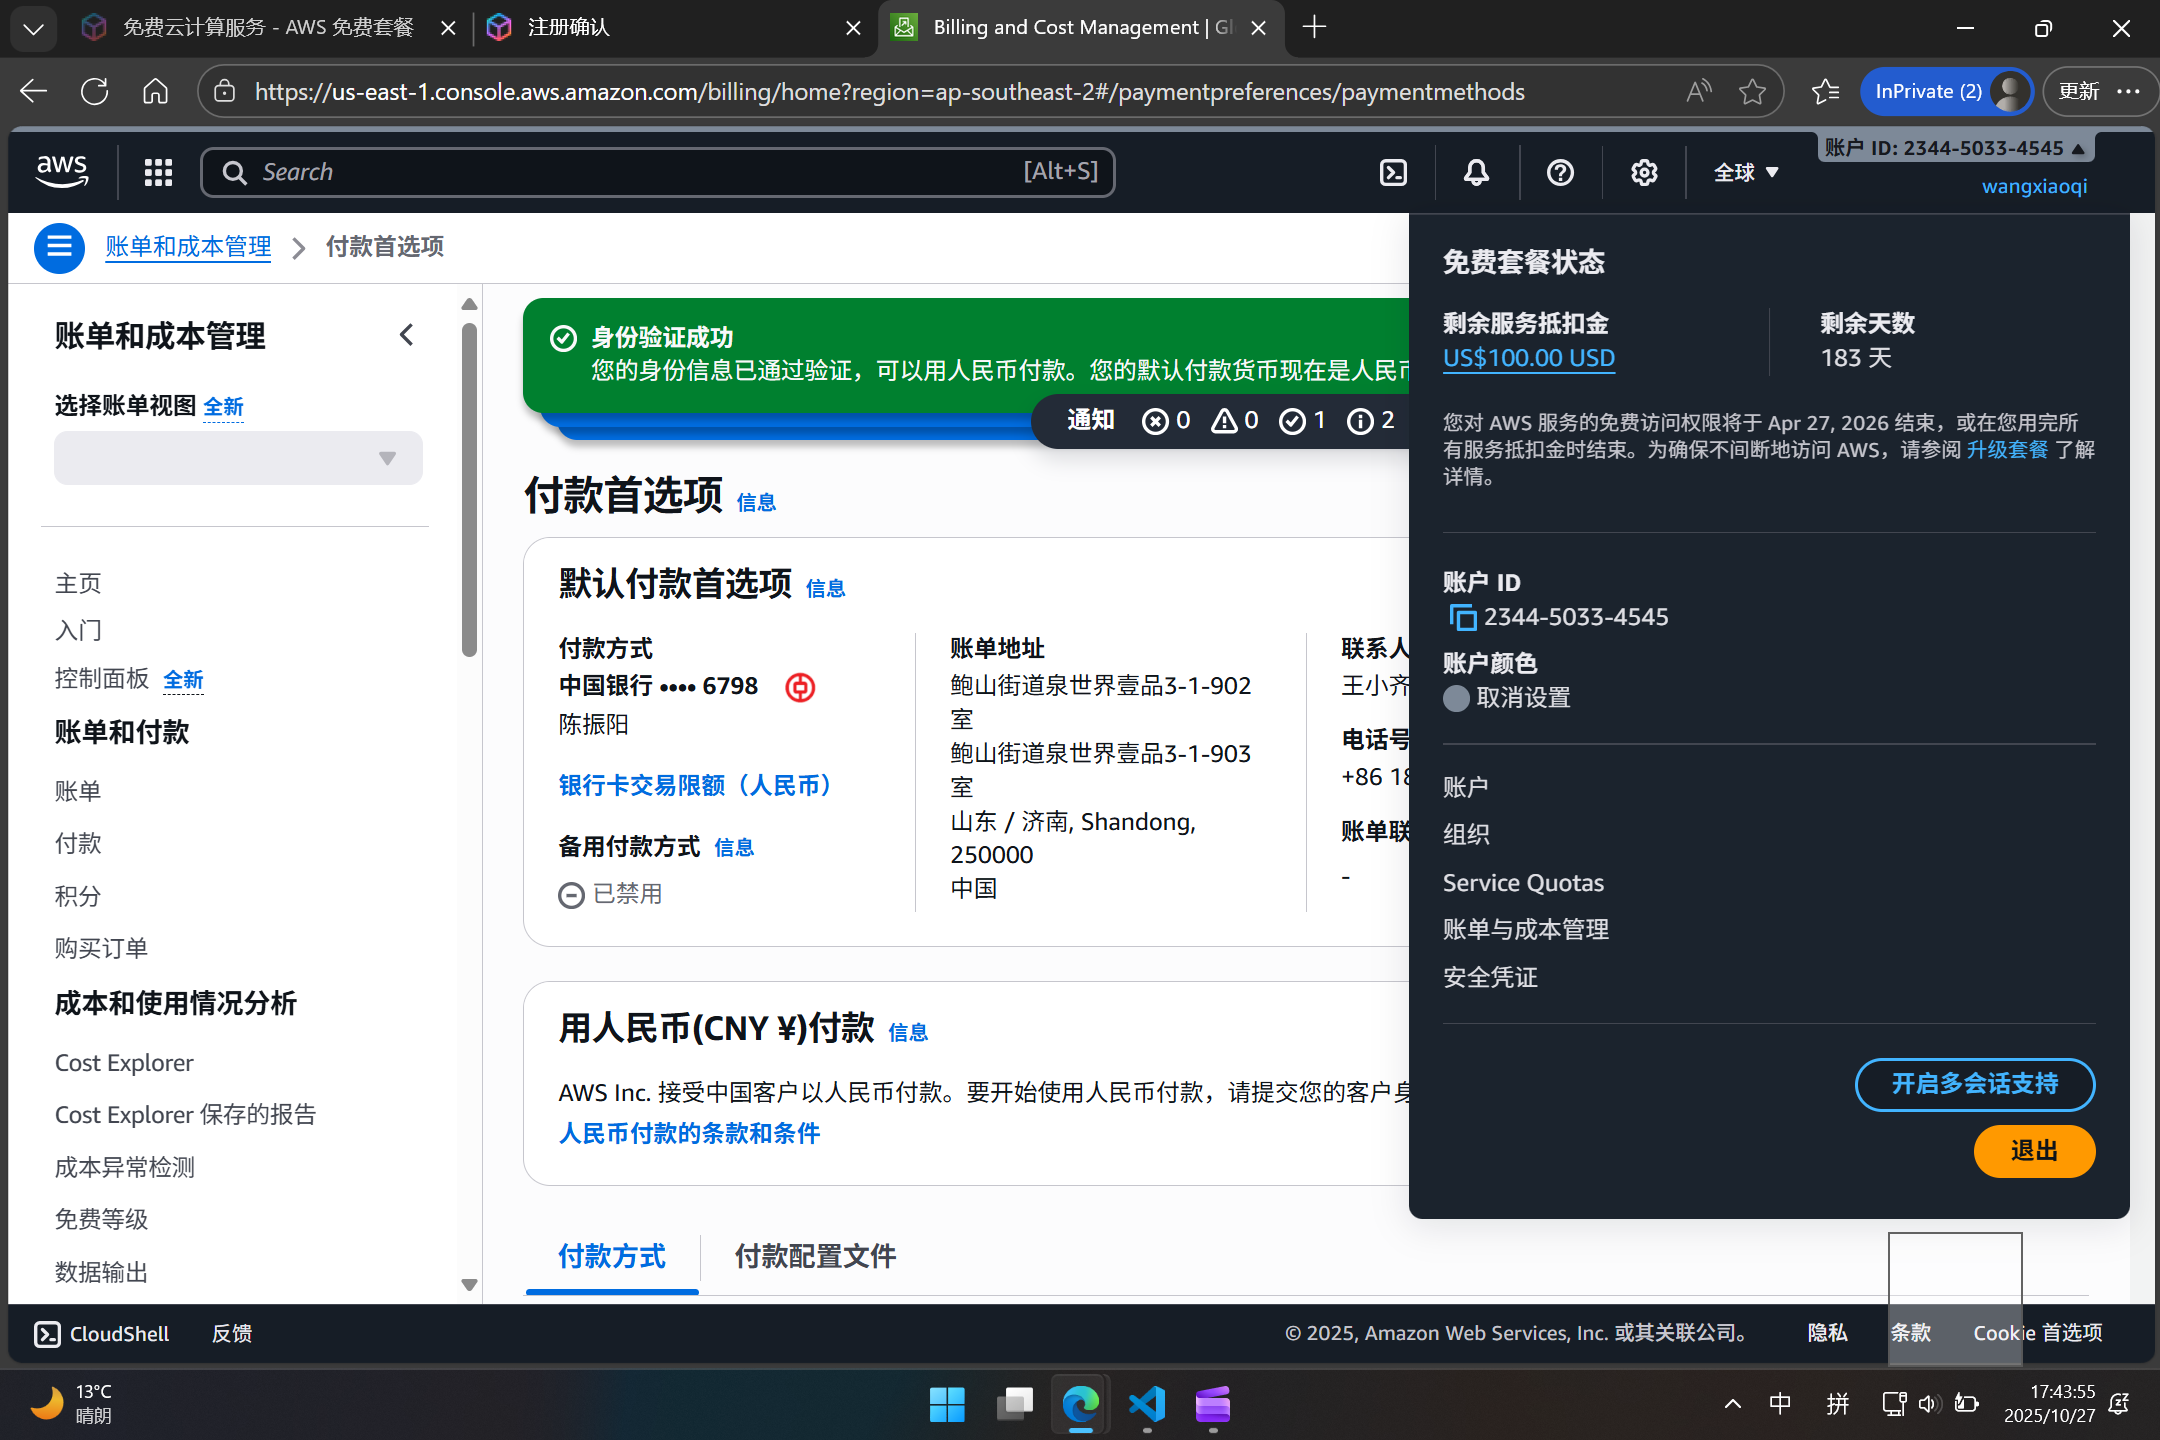 免费云计算服务 - AWS 免费套餐
注册确认
Billing and Cost Management | Gl
https://us-east-1.console.aws.amazon.com/billing/home?region=ap-southeast-2#/paymentpreferences/paymentmethods
InPrivate (2)
更新
aws
Search
[Alt+S]
全球
账户 ID: 2344-5033-4545
wangxiaoqi
账单和成本管理
付款首选项
账单和成本管理
选择账单视图 全新
主页
入门
控制面板 全新
账单和付款
账单
付款
积分
购买订单
成本和使用情况分析
Cost Explorer
Cost Explorer 保存的报告
成本异常检测
免费等级
数据输出
身份验证成功
您的身份信息已通过验证，可以用人民币付款。您的默认付款货币现在是人民币
通知 0 0 1 2
付款首选项 信息
默认付款首选项 信息
付款方式
中国银行 •••• 6798
陈振阳
银行卡交易限额（人民币）
备用付款方式 信息
已禁用
账单地址
鲍山街道泉世界壹品3-1-902
室
鲍山街道泉世界壹品3-1-903
室
山东 / 济南, Shandong,
250000
中国
联系人
王小齐
电话号
+86 18
账单联
-
用人民币(CNY ¥)付款 信息
AWS Inc. 接受中国客户以人民币付款。要开始使用人民币付款，请提交您的客户身
人民币付款的条款和条件
付款方式
付款配置文件
免费套餐状态
剩余服务抵扣金
US$100.00 USD
剩余天数
183 天
您对 AWS 服务的免费访问权限将于 Apr 27, 2026 结束，或在您用完所
有服务抵扣金时结束。为确保不间断地访问 AWS，请参阅 升级套餐 了解
详情。
账户 ID
2344-5033-4545
账户颜色
取消设置
账户
组织
Service Quotas
账单与成本管理
安全凭证
开启多会话支持
退出
CloudShell
反馈
© 2025, Amazon Web Services, Inc. 或其关联公司。
隐私
条款
Cookie 首选项
13°C
晴朗
中
拼
17:43:55
2025/10/27